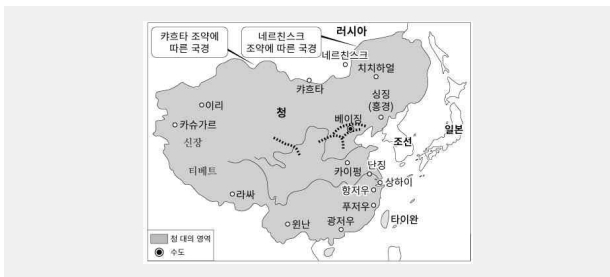 러시아
캬흐타 조약에
따른 국경
네르친스크
조약에 따른 국경
네르친스크
치치하얼
캬흐타
싱징
(흥경)
이리
청
베이징
카슈가르
신장
일본
조선
티베트
카이펑
난징
상하이
라싸
항저우
푸저우
윈난
광저우
타이완
청 대의 영역
수도